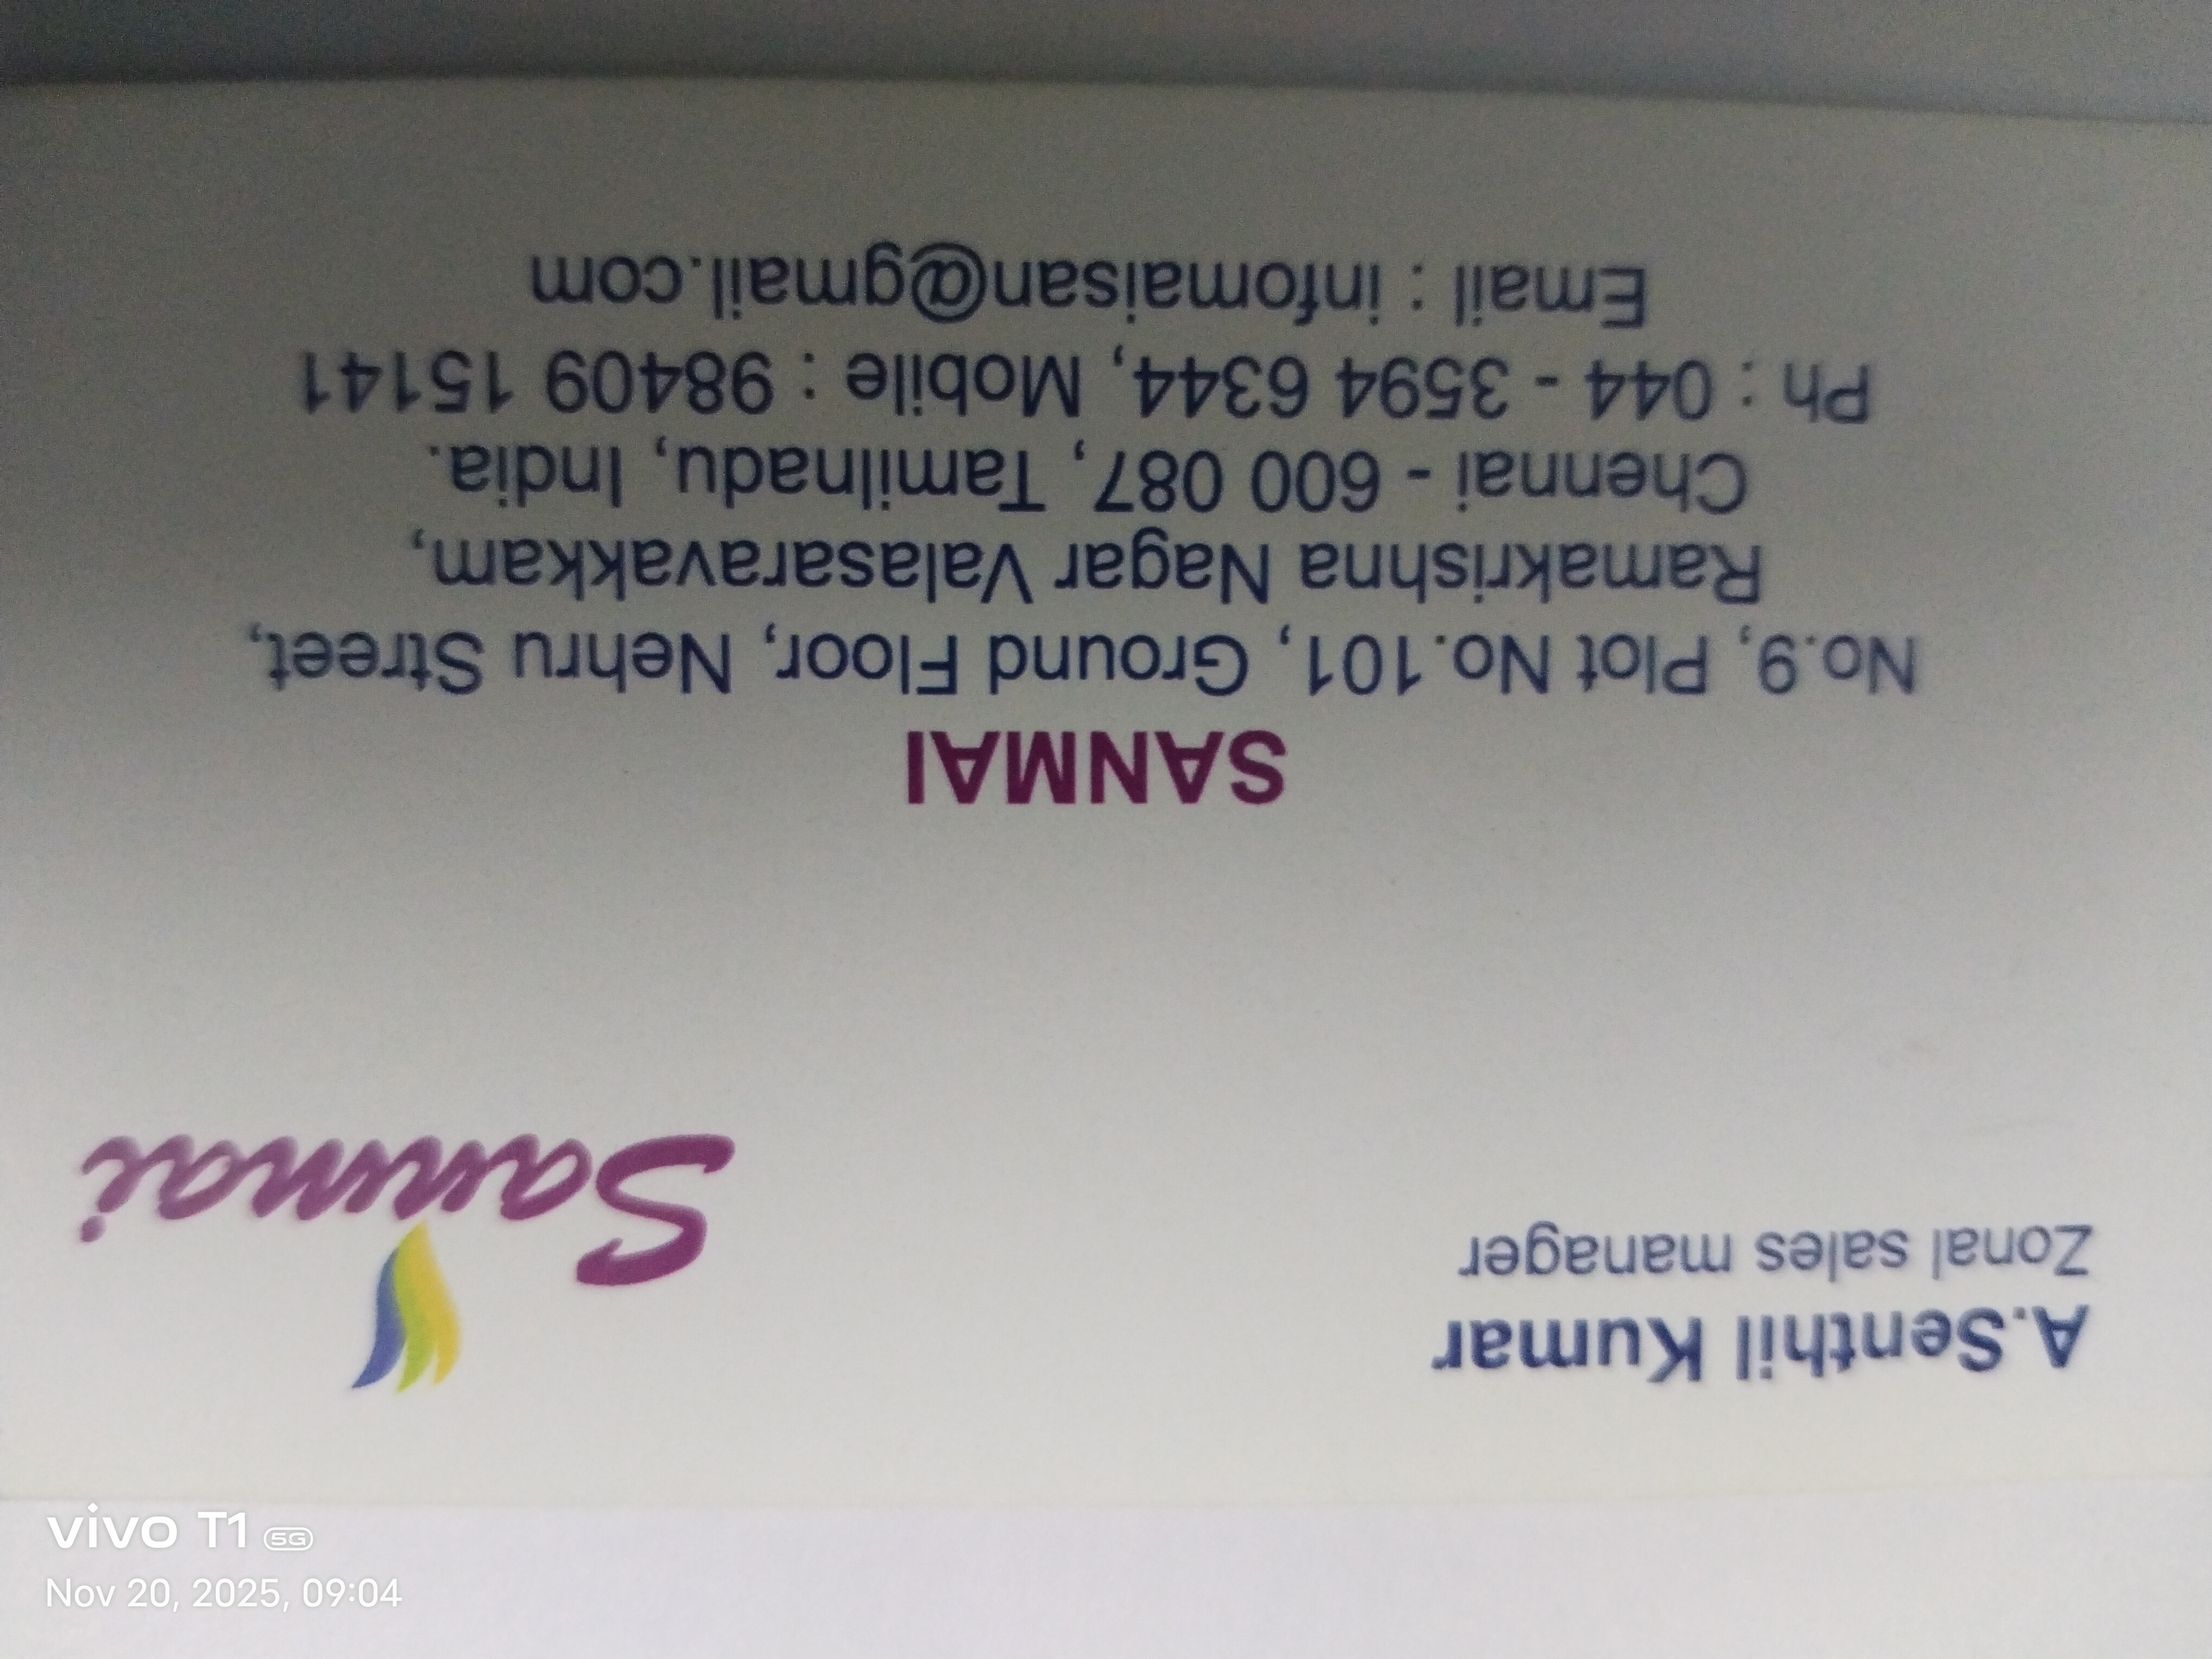 A.Senthil Kumar
Zonal sales manager
Sanmai
SANMAI
No.9, Plot No.101, Ground Floor, Nehru Street,
Ramakrishna Nagar Valasaravakkam,
Chennai - 600 087, Tamilnadu, India.
Ph : 044 - 3594 6344, Mobile : 98409 15141
Email : infomaisan@gmail.com
vivo T1 5G
Nov 20, 2025, 09:04